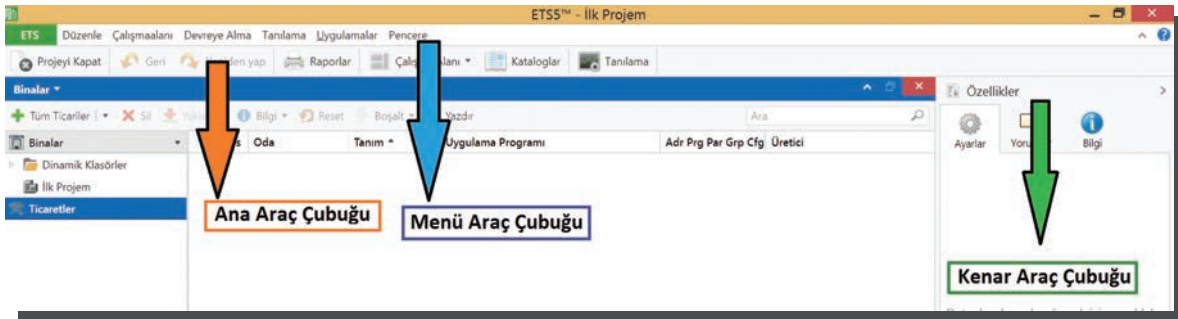 ETS5™ - İlk Projem
ETS Düzenle Çalışmaalanı Devreye Alma Tanılama Uygulamalar Pencere
Projeyi Kapat Geri yap Raporlar Kataloglar Tanılama
Binalar
Özellikler
Tüm Ticariler Sil Bilgi Reset Boşalt Yazdır Ara
Ayarlar Bilgi
Binalar Oda Tanım Uygulama Programı Adr Prg Par Grp Cfg Üretici
Dinamik Klasörler
İlk Projem
Ticaretler
Ana Araç Çubuğu
Menü Araç Çubuğu
Kenar Araç Çubuğu